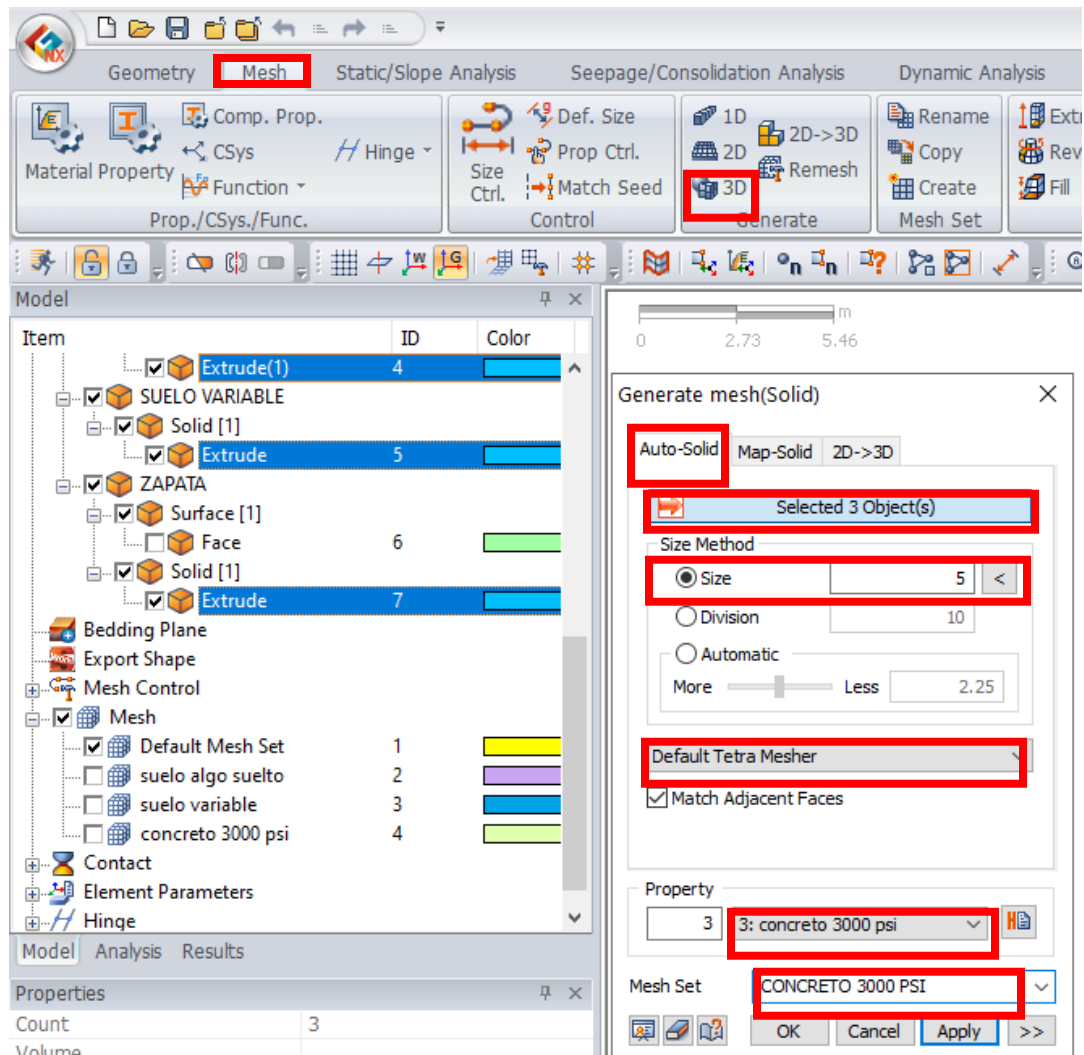 NX
Geometry Mesh Static/Slope Analysis Seepage/Consolidation Analysis Dynamic Analysis
Material Property
Comp. Prop.
CSys
Function
Hinge
Prop./CSys./Func.
Size Ctrl.
Def. Size
Prop Ctrl.
Match Seed
Control
1D
2D
3D
2D->3D
Remesh
Generate
Rename
Copy
Create
Mesh Set
Extr
Rev
Fill
Model
Item ID Color
Extrude(1) 4
SUELO VARIABLE
Solid [1]
Extrude 5
ZAPATA
Surface [1]
Face 6
Solid [1]
Extrude 7
Bedding Plane
Export Shape
Mesh Control
Mesh
Default Mesh Set 1
suelo algo suelto 2
suelo variable 3
concreto 3000 psi 4
Contact
Element Parameters
Hinge
Model Analysis Results
Properties
Count 3
Volume
m
0 2.73 5.46
Generate mesh(Solid)
Auto-Solid Map-Solid 2D->3D
Selected 3 Object(s)
Size Method
Size 5 <
Division 10
Automatic
More Less 2.25
Default Tetra Mesher
Match Adjacent Faces
Property
3 3: concreto 3000 psi
Mesh Set CONCRETO 3000 PSI
OK Cancel Apply >>